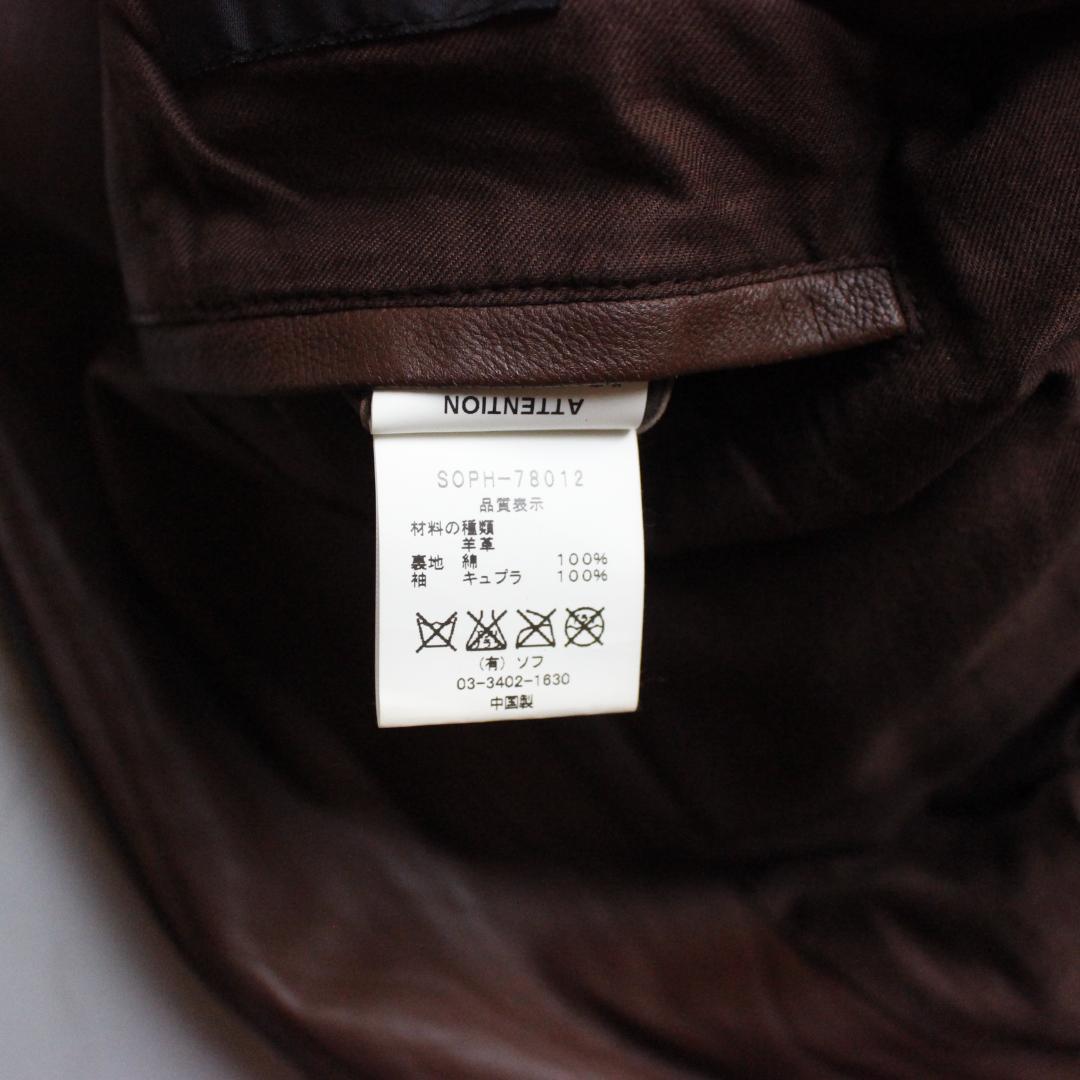 ATTENTION
SOPH-78012
品質表示
材料の種類
羊革
裏地 綿 100%
袖 キュプラ 100%
(有) ソフ
03-3402-1630
中国製